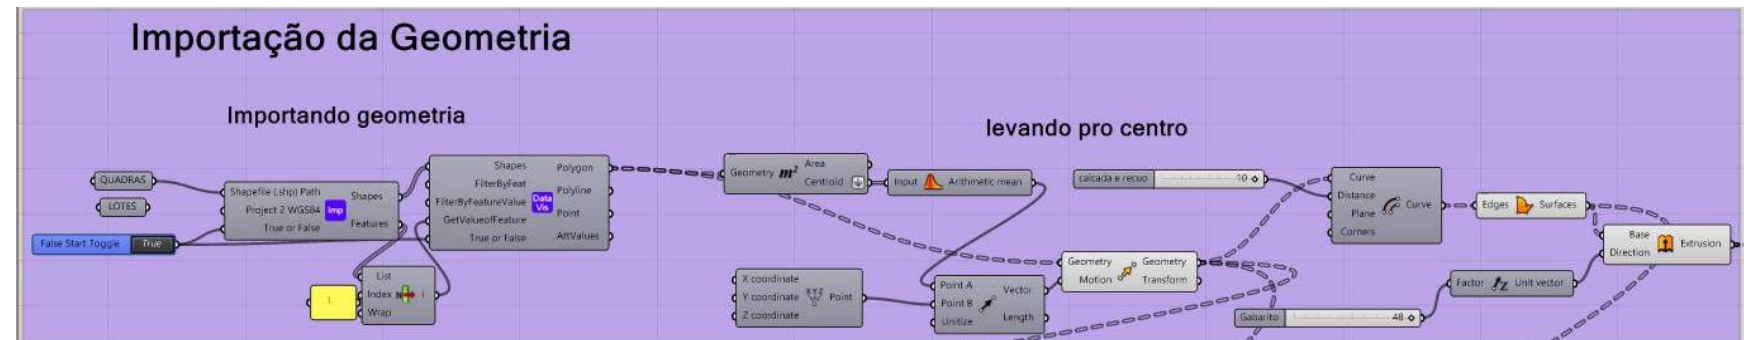 Importação da Geometria
Importando geometria
levando pro centro
QUADRAS
LOTES
False Start Toggle True
Shapefile (.shp) Path
Project 2 WGS84
True or False
Imp
Shapes
Features
1
List
Index
Wrap
i
Shapes
FilterByFeat
FilterByFeatureValue
GetValueofFeature
True or False
Data
Vis
Polygon
Polyline
Point
AttValues
Geometry m²
Area
Centroid
Input
Arithmetic mean
X coordinate
Y coordinate
Z coordinate
XYZ
Point
Point A
Point B
Unitize
Vector
Length
Geometry
Motion
Geometry
Transform
calcada e recuo 10
Curve
Distance
Plane
Corners
Curve
Edges
Surfaces
Gabarito 48
Factor
Z
Unit vector
Base
Direction
Extrusion